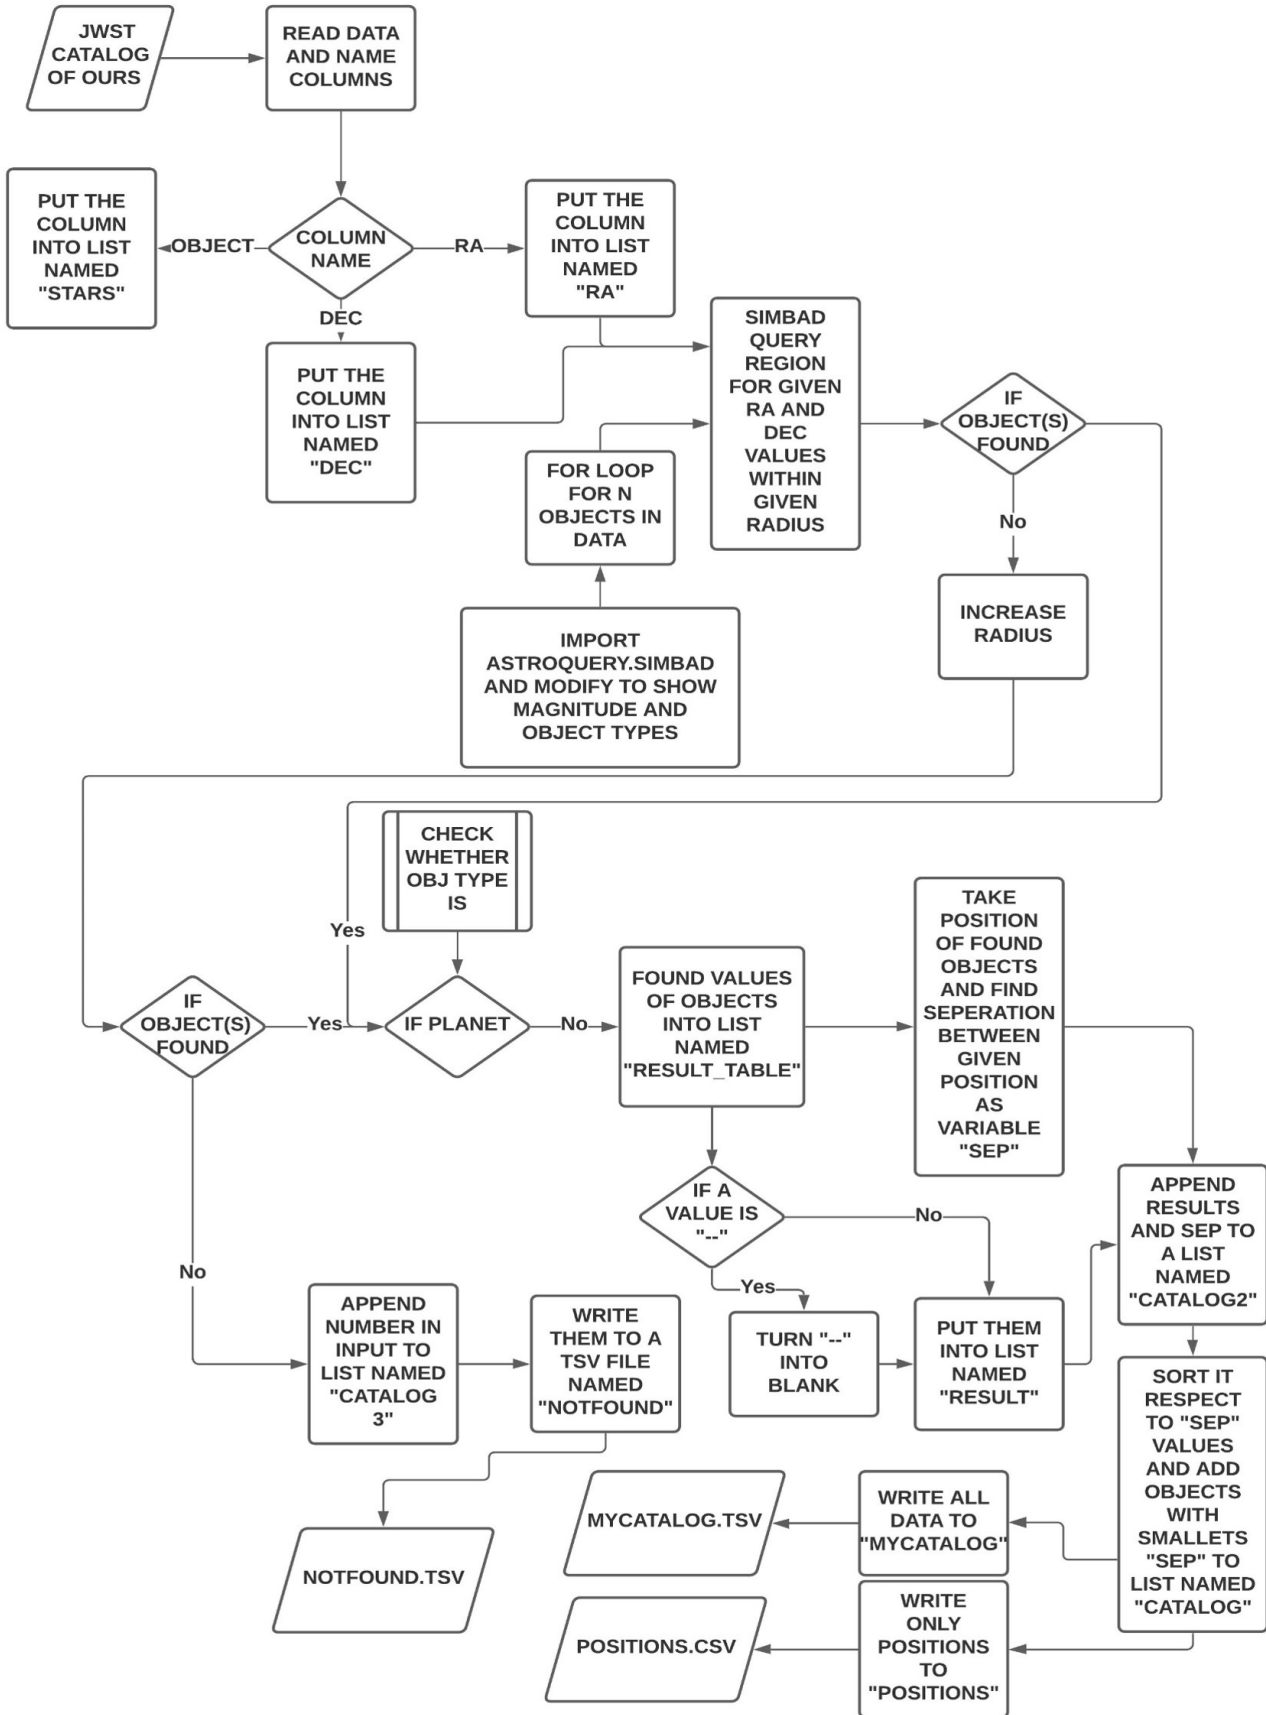 JWST
CATALOG
OF OURS
READ DATA
AND NAME
COLUMNS
PUT THE
COLUMN
INTO LIST
NAMED
"STARS"
OBJECT
COLUMN
NAME
RA
PUT THE
COLUMN
INTO LIST
NAMED
"RA"
DEC
PUT THE
COLUMN
INTO LIST
NAMED
"DEC"
SIMBAD
QUERY
REGION
FOR GIVEN
RA AND
DEC
VALUES
WITHIN
GIVEN
RADIUS
IF
OBJECT(S)
FOUND
FOR LOOP
FOR N
OBJECTS IN
DATA
No
IMPORT
ASTROQUERY.SIMBAD
AND MODIFY TO SHOW
MAGNITUDE AND
OBJECT TYPES
INCREASE
RADIUS
CHECK
WHETHER
OBJ TYPE
IS
Yes
IF
OBJECT(S)
FOUND
Yes
IF PLANET
No
FOUND VALUES
OF OBJECTS
INTO LIST
NAMED
"RESULT_TABLE"
TAKE
POSITION
OF FOUND
OBJECTS
AND FIND
SEPERATION
BETWEEN
GIVEN
POSITION
AS
VARIABLE
"SEP"
IF A
VALUE IS
"--"
No
Yes
TURN "--"
INTO
BLANK
PUT THEM
INTO LIST
NAMED
"RESULT"
APPEND
RESULTS
AND SEP TO
A LIST
NAMED
"CATALOG2"
No
APPEND
NUMBER IN
INPUT TO
LIST NAMED
"CATALOG
3"
WRITE
THEM TO A
TSV FILE
NAMED
"NOTFOUND"
SORT IT
RESPECT
TO "SEP"
VALUES
AND ADD
OBJECTS
WITH
SMALLETS
"SEP" TO
LIST NAMED
"CATALOG"
MYCATALOG.TSV
WRITE ALL
DATA TO
"MYCATALOG"
NOTFOUND.TSV
POSITIONS.CSV
WRITE
ONLY
POSITIONS
TO
"POSITIONS"